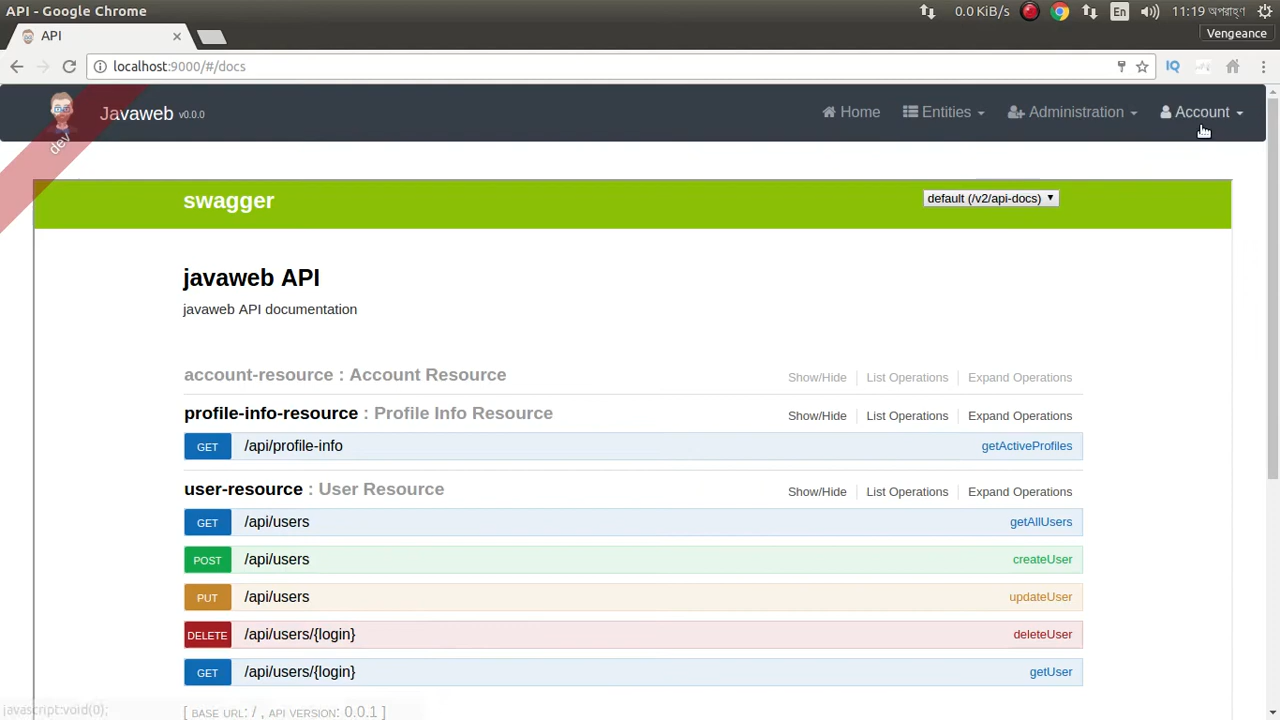 API - Google Chrome
0.0 KiB/s
En
11:19 অপরাহ্ণ
API
Vengeance
localhost:9000/#/docs
IQ
dev
Javaweb v0.0.0
Home
Entities
Administration
Account
swagger
default (/v2/api-docs)
javaweb API
javaweb API documentation
account-resource : Account Resource
Show/Hide
List Operations
Expand Operations
profile-info-resource : Profile Info Resource
Show/Hide
List Operations
Expand Operations
GET /api/profile-info getActiveProfiles
user-resource : User Resource
Show/Hide
List Operations
Expand Operations
GET /api/users getAllUsers
POST /api/users createUser
PUT /api/users updateUser
DELETE /api/users/{login} deleteUser
GET /api/users/{login} getUser
javascript:void(0);
[ BASE URL: / , API VERSION: 0.0.1 ]